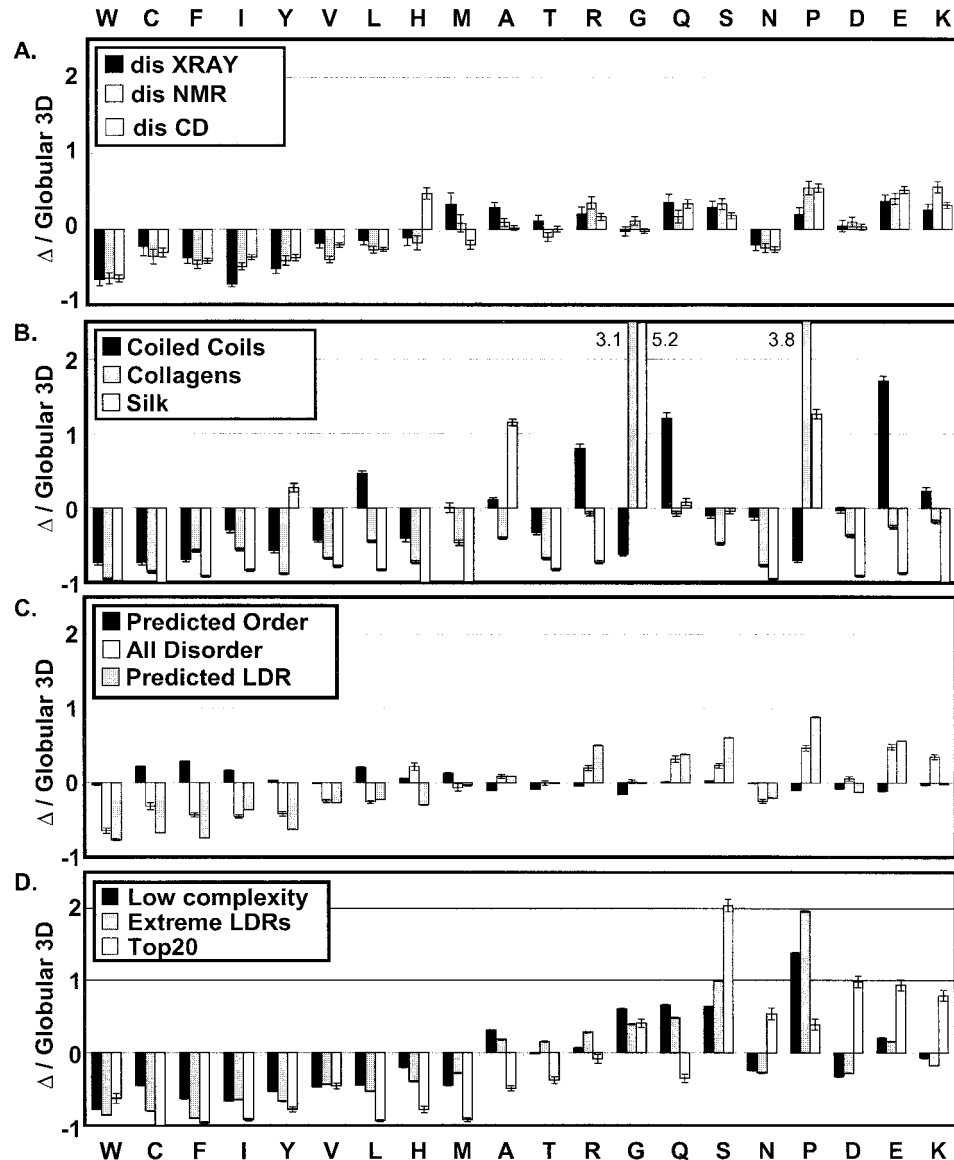 W C F I Y V L H M A T R G Q S N P D E K
A.
dis XRAY
dis NMR
dis CD
2
1
0
-1
Δ / Globular 3D
B.
Coiled Coils
Collagens
Silk
3.1
5.2
3.8
2
1
0
-1
Δ / Globular 3D
C.
Predicted Order
All Disorder
Predicted LDR
2
1
0
-1
Δ / Globular 3D
D.
Low complexity
Extreme LDRs
Top20
2
1
0
-1
Δ / Globular 3D
W C F I Y V L H M A T R G Q S N P D E K